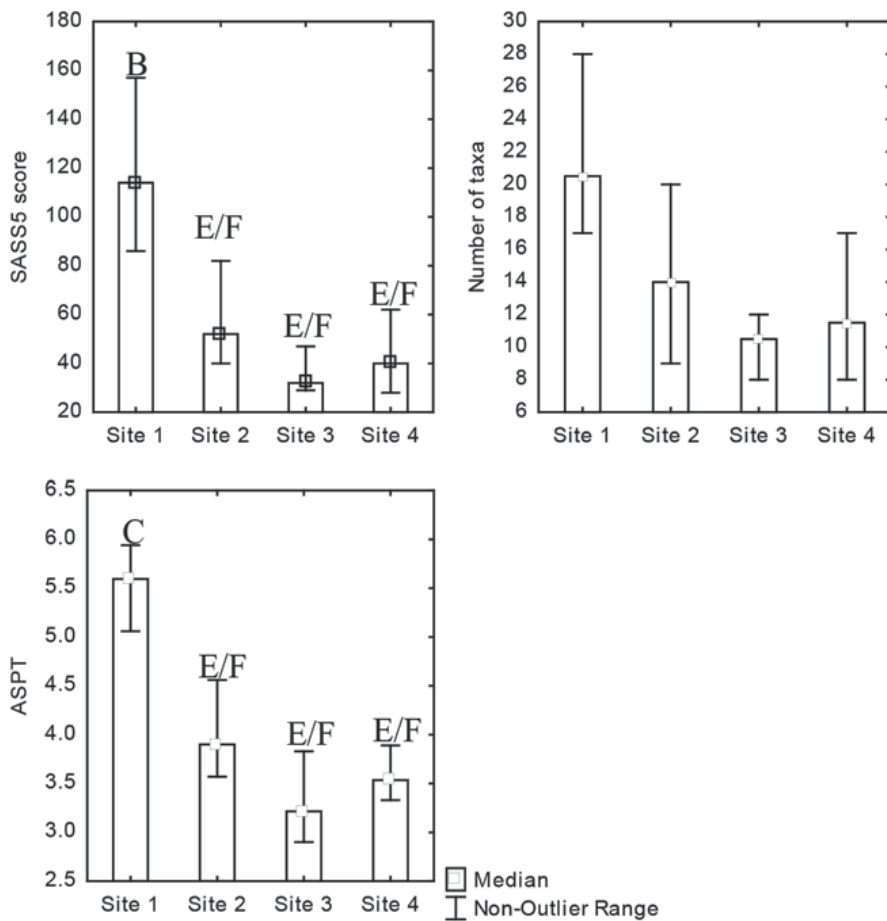 SASS5 score
180
160
140
120
100
80
60
40
20
B
E/F
E/F
E/F
Site 1 Site 2 Site 3 Site 4
Number of taxa
30
28
26
24
22
20
18
16
14
12
10
8
6
Site 1 Site 2 Site 3 Site 4
ASPT
6.5
6.0
5.5
5.0
4.5
4.0
3.5
3.0
2.5
C
E/F
E/F
E/F
Site 1 Site 2 Site 3 Site 4
Median
Non-Outlier Range